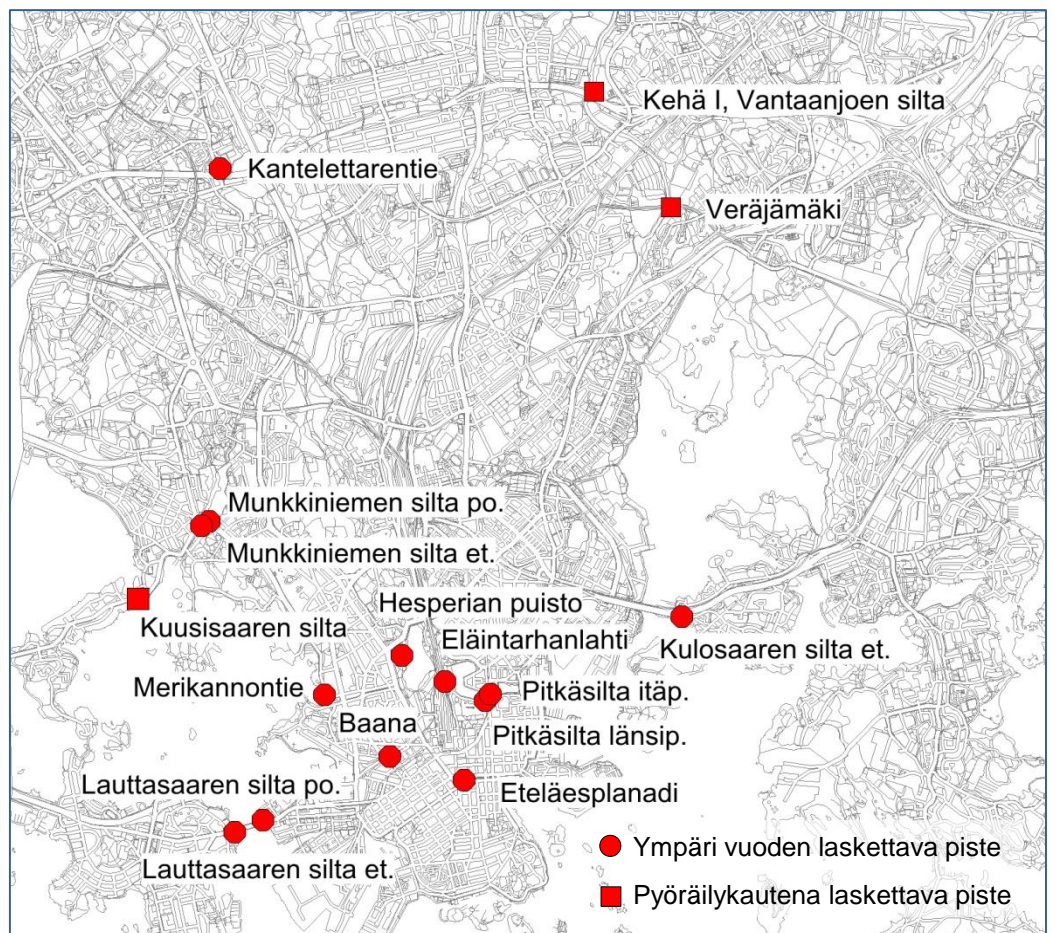 Kehä I, Vantaanjoen silta
Kantelettarentie
Veräjämäki
Munkkiniemen silta po.
Munkkiniemen silta et.
Hesperian puisto
Kuusisaaren silta
Eläintarhanlahti
Kulosaaren silta et.
Merikannontie
Pitkäsilta itäp.
Baana
Pitkäsilta länsip.
Lauttasaaren silta po.
Eteläesplanadi
Lauttasaaren silta et.
Ympäri vuoden laskettava piste
Pyöräilykautena laskettava piste